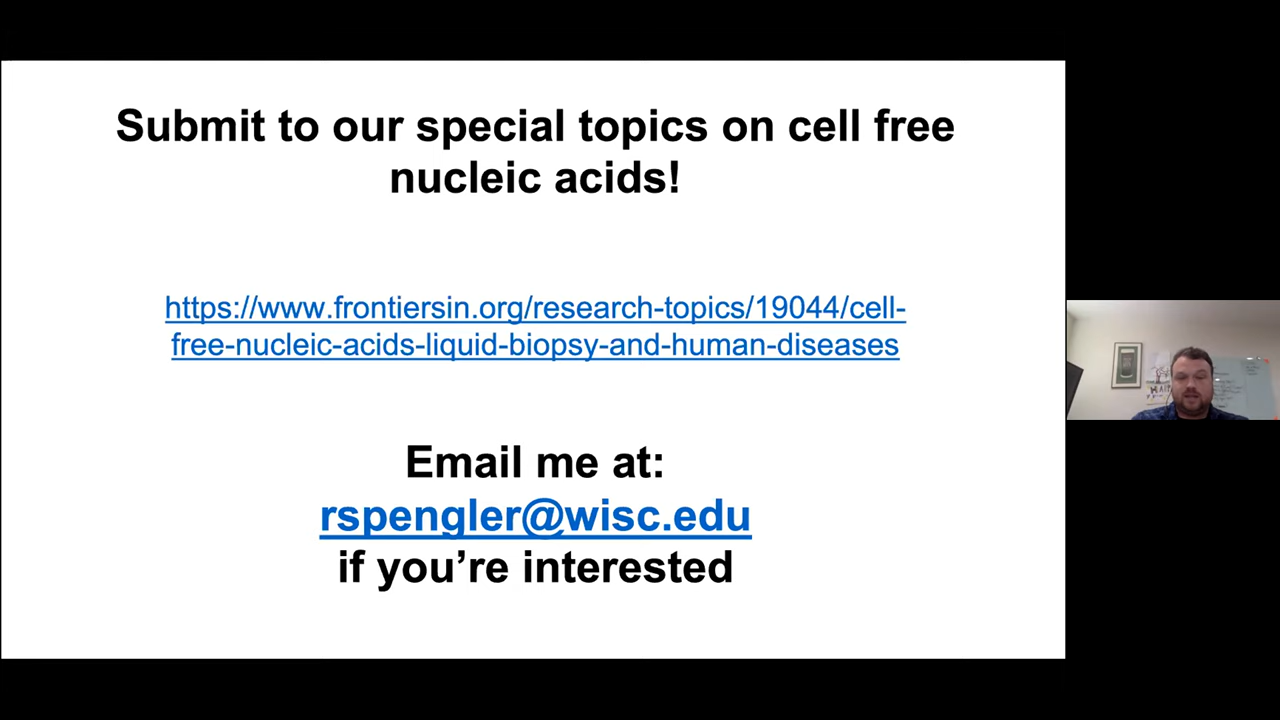 Submit to our special topics on cell free
nucleic acids!
https://www.frontiersin.org/research-topics/19044/cell-
free-nucleic-acids-liquid-biopsy-and-human-diseases
Email me at:
rspengler@wisc.edu
if you’re interested